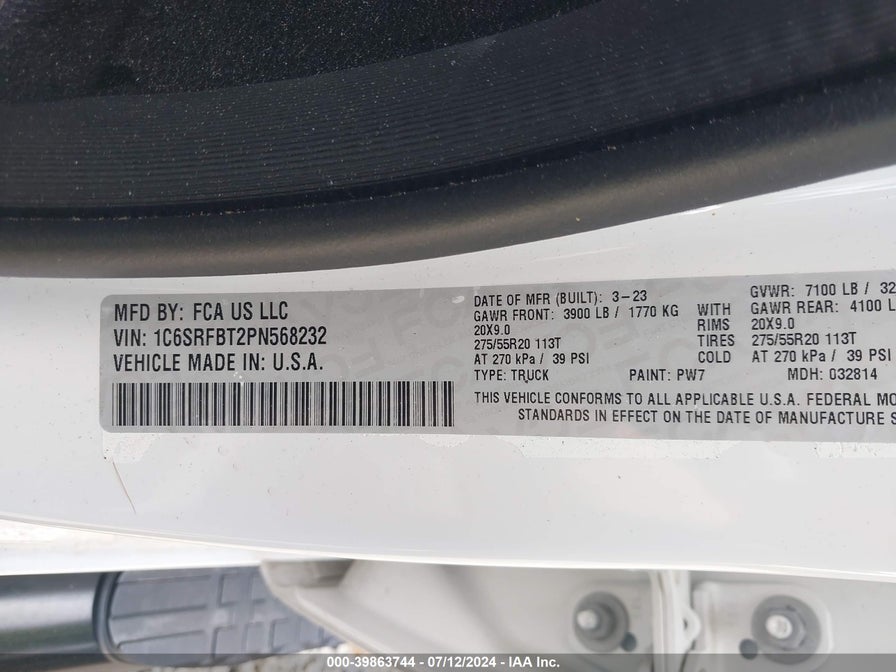 MFD BY: FCA US LLC
VIN: 1C6SRFBT2PN568232
VEHICLE MADE IN: U.S.A.
DATE OF MFR (BUILT): 3-23 GVWR: 7100 LB / 32
GAWR FRONT: 3900 LB / 1770 KG WITH GAWR REAR: 4100 L
20X9.0 RIMS 20X9.0
275/55R20 113T TIRES 275/55R20 113T
AT 270 kPa / 39 PSI COLD AT 270 kPa / 39 PSI
TYPE: TRUCK PAINT: PW7 MDH: 032814
THIS VEHICLE CONFORMS TO ALL APPLICABLE U.S.A. FEDERAL MO
STANDARDS IN EFFECT ON THE DATE OF MANUFACTURE S
000-39863744 / 07/12/2024 - IAA Inc.